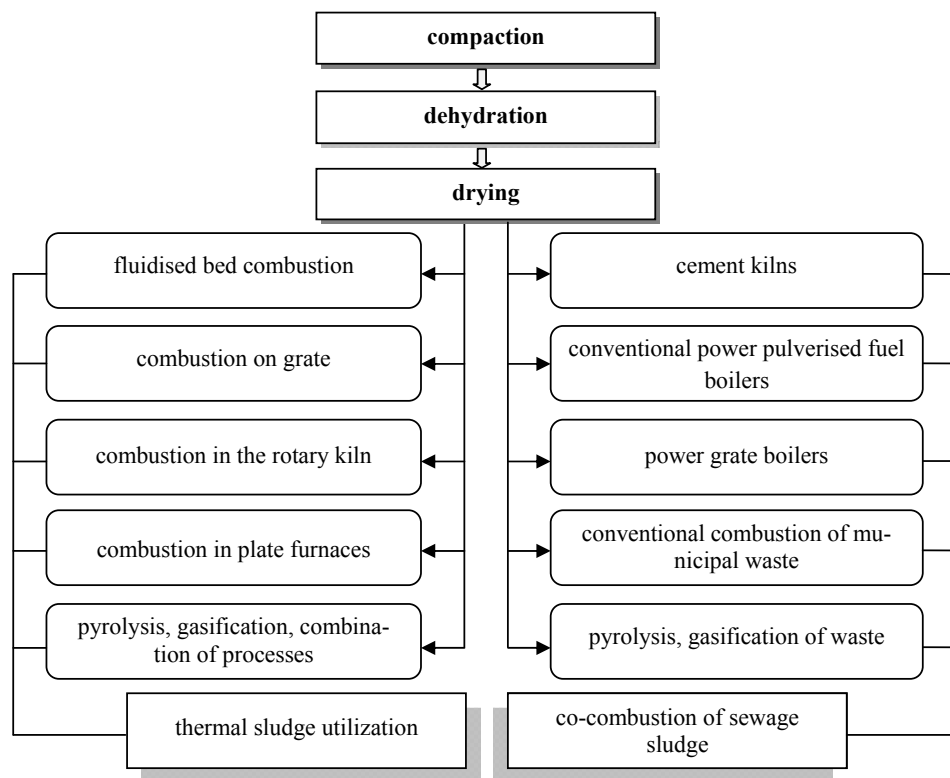 compaction
dehydration
drying
fluidised bed combustion
combustion on grate
combustion in the rotary kiln
combustion in plate furnaces
pyrolysis, gasification, combina-
tion of processes
thermal sludge utilization
cement kilns
conventional power pulverised fuel
boilers
power grate boilers
conventional combustion of mu-
nicipal waste
pyrolysis, gasification of waste
co-combustion of sewage
sludge